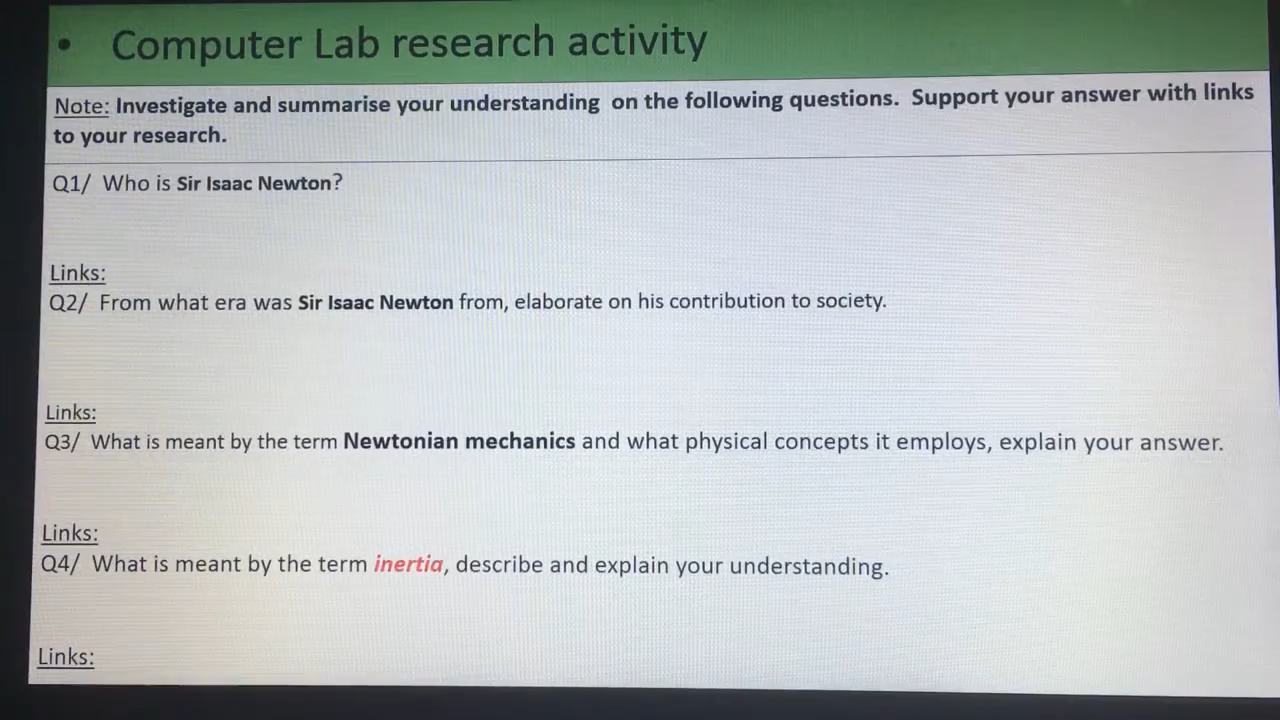 • Computer Lab research activity
Note: Investigate and summarise your understanding on the following questions. Support your answer with links
to your research.
Q1/ Who is Sir Isaac Newton?
Links:
Q2/ From what era was Sir Isaac Newton from, elaborate on his contribution to society.
Links:
Q3/ What is meant by the term Newtonian mechanics and what physical concepts it employs, explain your answer.
Links:
Q4/ What is meant by the term inertia, describe and explain your understanding.
Links: